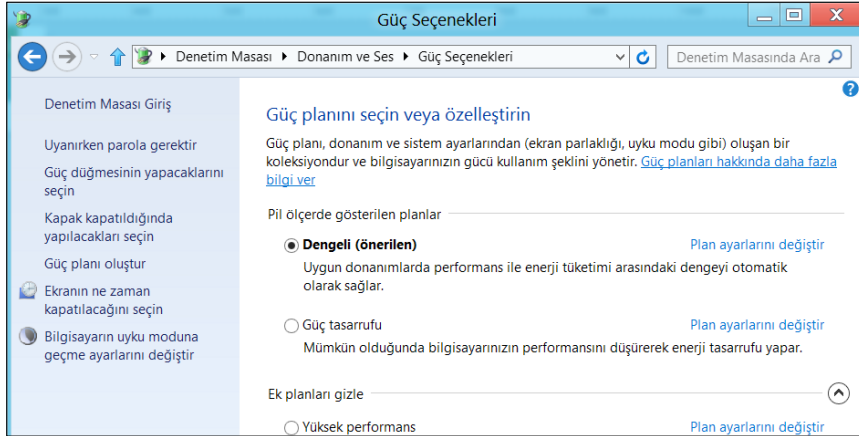 Güç Seçenekleri
Denetim Masası ▸ Donanım ve Ses ▸ Güç Seçenekleri
Denetim Masasında Ara
Denetim Masası Giriş
Uyanırken parola gerektir
Güç düğmesinin yapacaklarını
seçin
Kapak kapatıldığında
yapılacakları seçin
Güç planı oluştur
Ekranın ne zaman
kapatılacağını seçin
Bilgisayarın uyku moduna
geçme ayarlarını değiştir
Güç planını seçin veya özelleştirin
Güç planı, donanım ve sistem ayarlarından (ekran parlaklığı, uyku modu gibi) oluşan bir
koleksiyondur ve bilgisayarınızın gücü kullanım şeklini yönetir. Güç planları hakkında daha fazla
bilgi ver
Pil ölçerde gösterilen planlar
Dengeli (önerilen) Plan ayarlarını değiştir
Uygun donanımlarda performans ile enerji tüketimi arasındaki dengeyi otomatik
olarak sağlar.
Güç tasarrufu Plan ayarlarını değiştir
Mümkün olduğunda bilgisayarınızın performansını düşürerek enerji tasarrufu yapar.
Ek planları gizle
Yüksek performans Plan ayarlarını değiştir